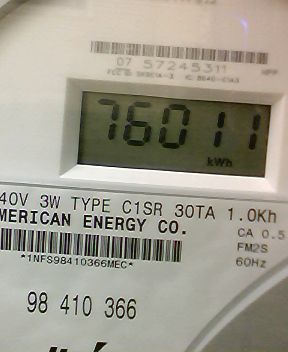 07 57245311
76011
kWh
40V 3W TYPE C1SR 30TA 1.0Kh
MERICAN ENERGY CO.
CA 0.5
FM2S
*1NFS98410366MEC*
60Hz
98 410 366